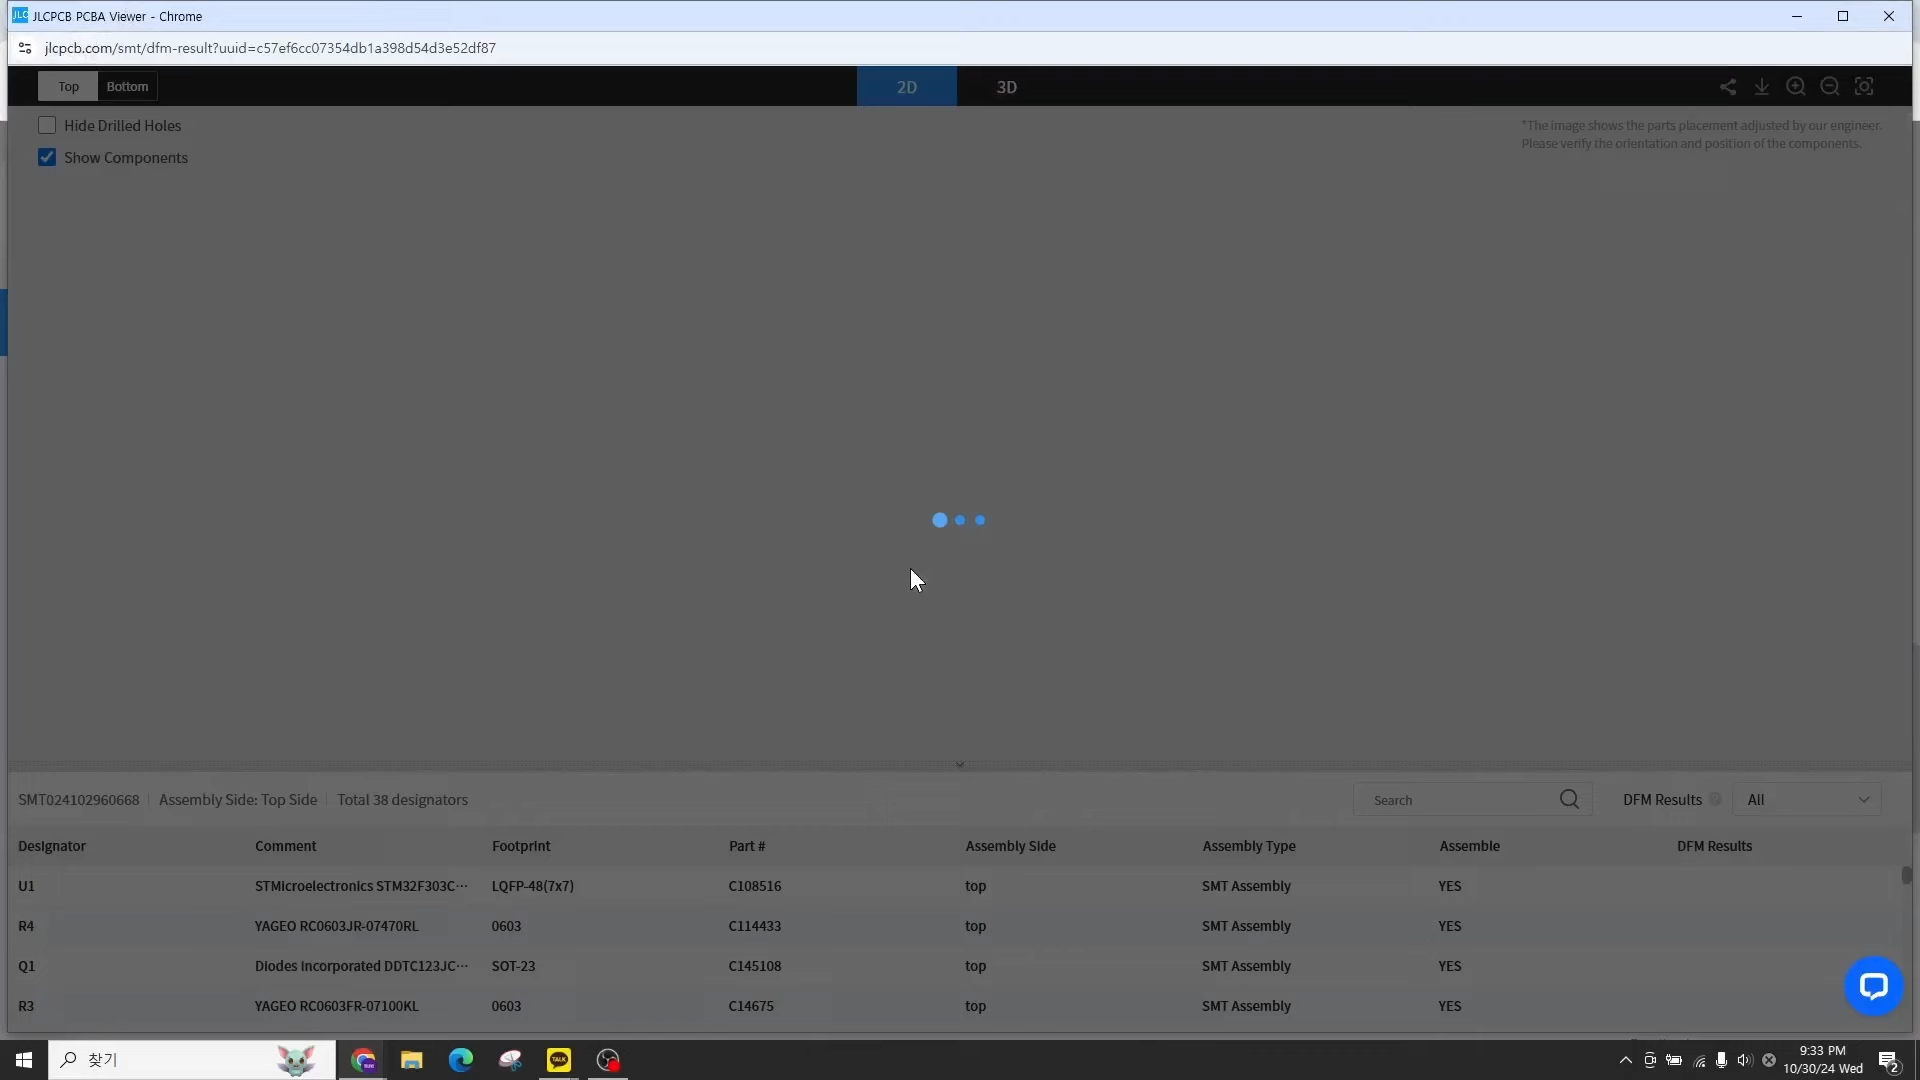 JLCPCB PCBA Viewer - Chrome
jlcpcb.com/smt/dfm-result?uuid=c57ef6cc07354db1a398d54d3e52df87
Top Bottom 2D 3D
Hide Drilled Holes
Show Components
*The image shows the parts placement adjusted by our engineer.
Please verify the orientation and position of the components.
SMT024102960668 Assembly Side: Top Side Total 38 designators Search DFM Results All
Designator Comment Footprint Part # Assembly Side Assembly Type Assemble DFM Results
U1 STMicroelectronics STM32F303C··· LQFP-48(7x7) C108516 top SMT Assembly YES
R4 YAGEO RC0603JR-07470RL 0603 C114433 top SMT Assembly YES
Q1 Diodes Incorporated DDTC123JC··· SOT-23 C145108 top SMT Assembly YES
R3 YAGEO RC0603FR-07100KL 0603 C14675 top SMT Assembly YES
찾기
TALK
9:33 PM
10/30/24 Wed
2